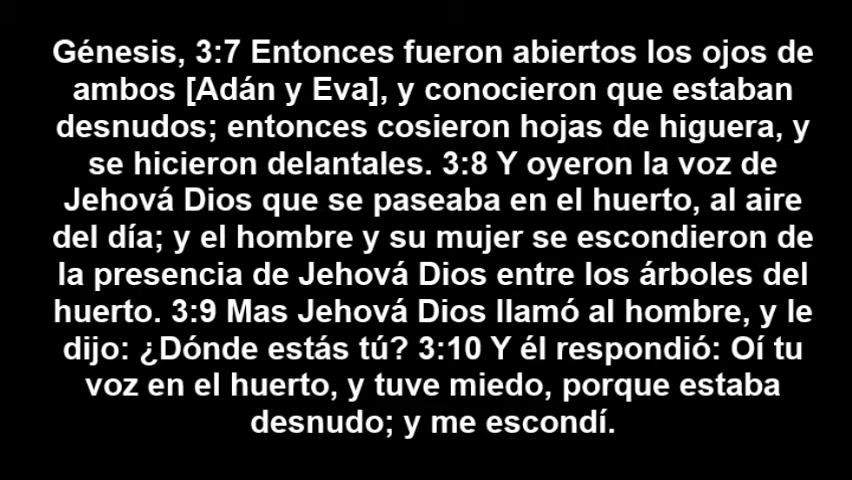 Génesis, 3:7 Entonces fueron abiertos los ojos de
ambos [Adán y Eva], y conocieron que estaban
desnudos; entonces cosieron hojas de higuera, y
se hicieron delantales. 3:8 Y oyeron la voz de
Jehová Dios que se paseaba en el huerto, al aire
del día; y el hombre y su mujer se escondieron de
la presencia de Jehová Dios entre los árboles del
huerto. 3:9 Mas Jehová Dios llamó al hombre, y le
dijo: ¿Dónde estás tú? 3:10 Y él respondió: Oí tu
voz en el huerto, y tuve miedo, porque estaba
desnudo; y me escondí.